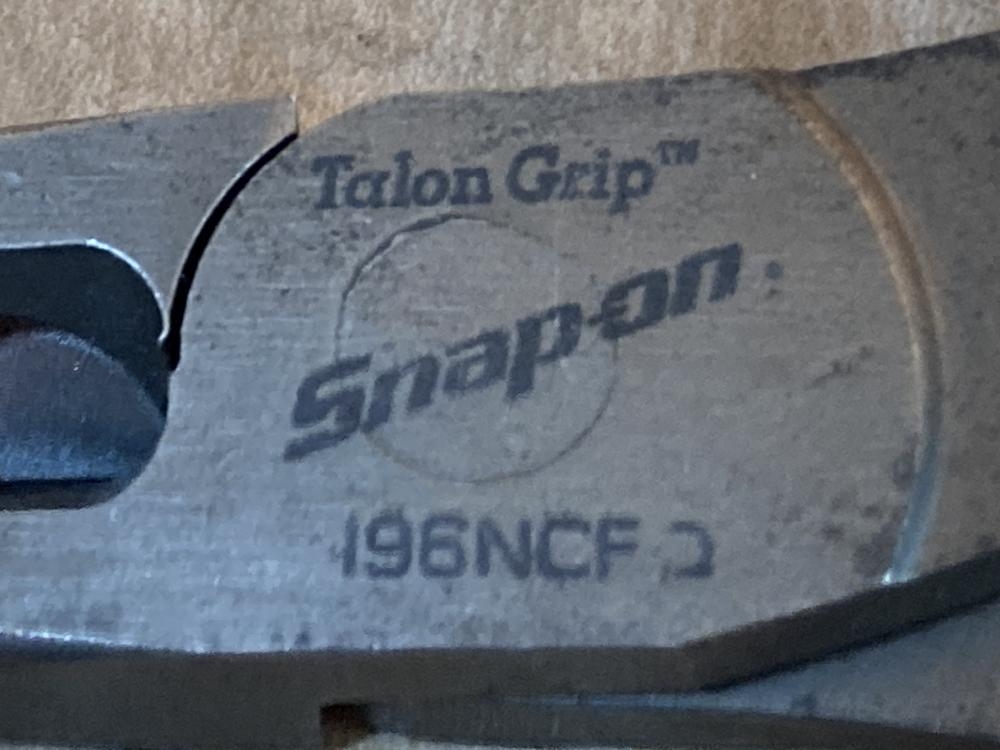 Talon Grip™
Snap-on
196NCF